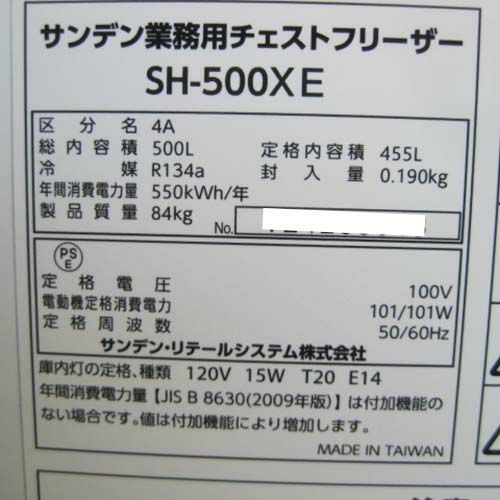 サンデン業務用チェストフリーザー
SH-500XE
区分名 4A
総内容積 500L 定格内容積 455L
冷媒 R134a 封入量 0.190kg
年間消費電力量 550kWh/年
製品質量 84kg
No.
PS
E
定格電圧 100V
電動機定格消費電力 101/101W
定格周波数 50/60Hz
サンデン・リテールシステム株式会社
庫内灯の定格、種類 120V 15W T20 E14
年間消費電力量【JIS B 8630(2009年版)】は付加機能の
ない場合です。値は付加機能により増加します。
MADE IN TAIWAN